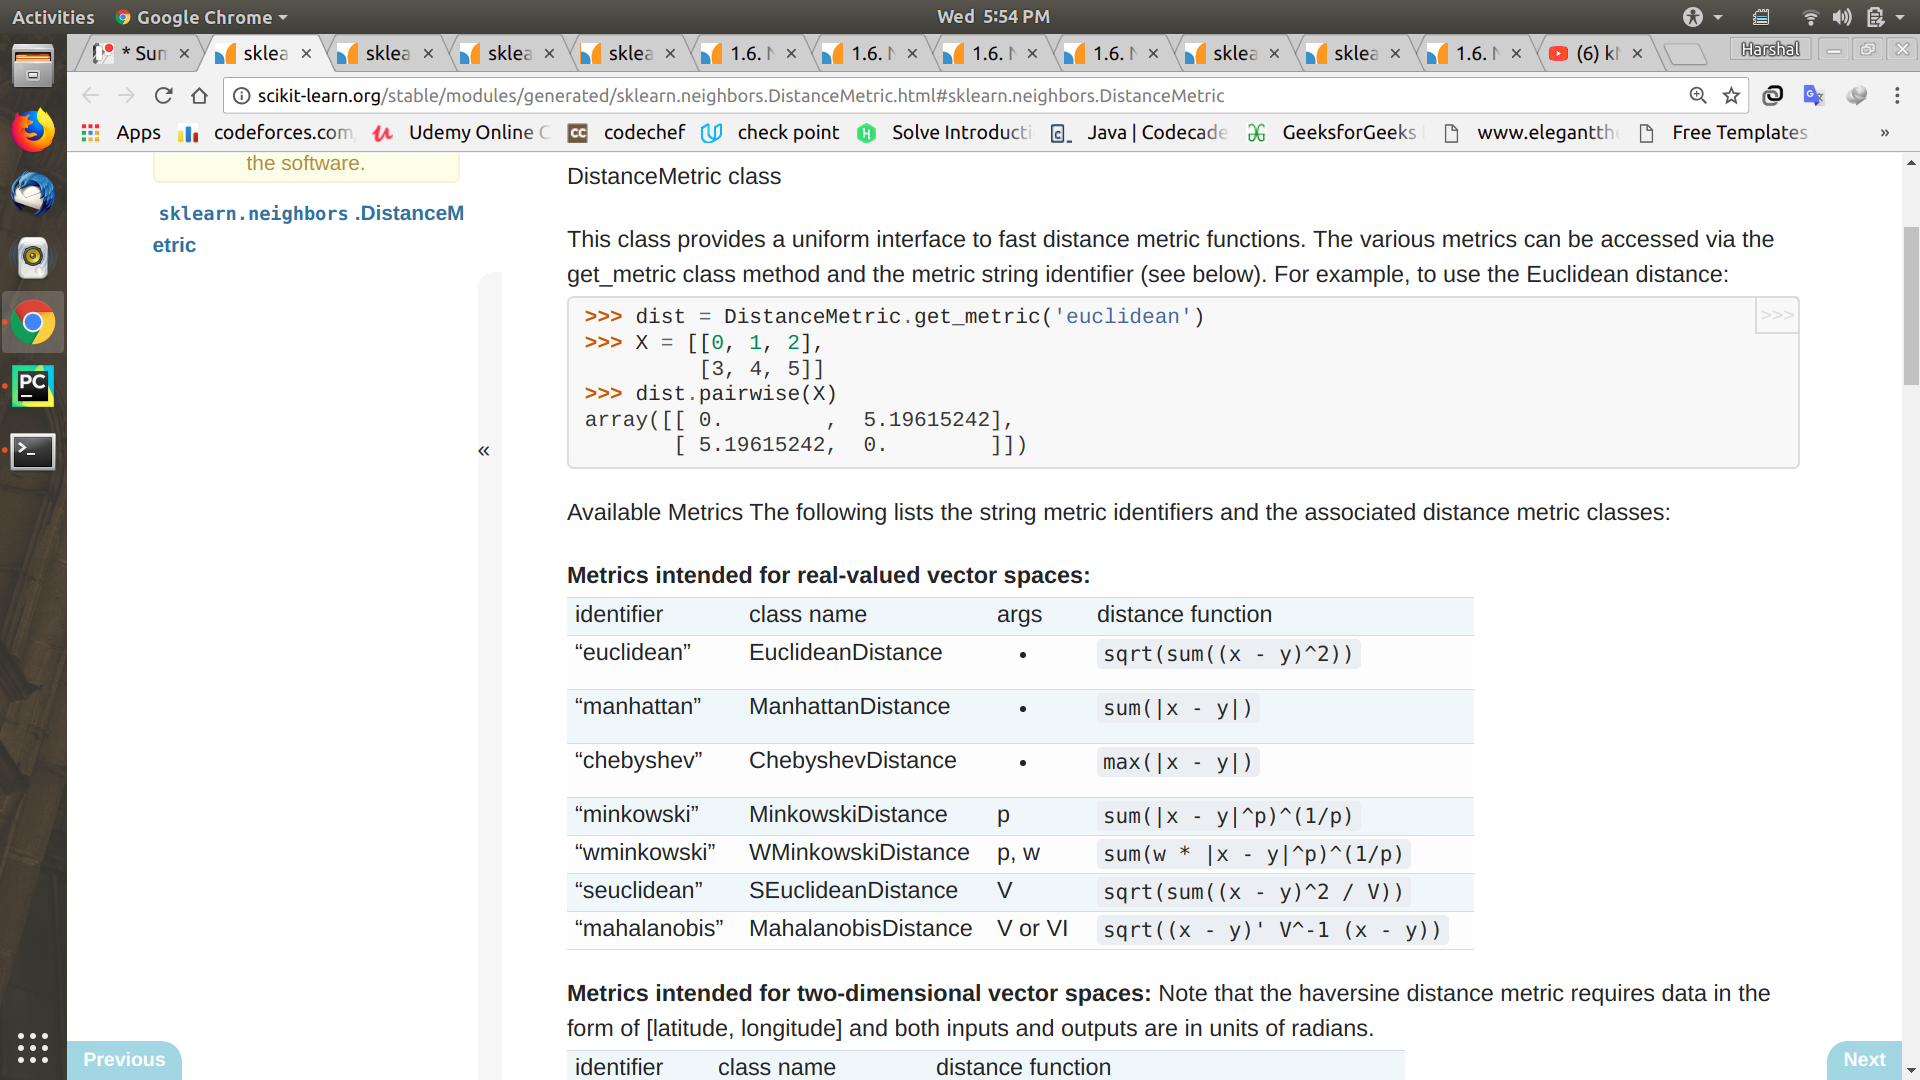 Activities Google Chrome Wed 5:54 PM
* Sun skle skle skle skle 1.6. 1.6. 1.6. 1.6. skle skle 1.6. (6) Harshal
scikit-learn.org/stable/modules/generated/sklearn.neighbors.DistanceMetric.html#sklearn.neighbors.DistanceMetric
Apps codeforces.com Udemy Online codechef check point Solve Introducti Java | Codecade GeeksforGeeks www.elegantth Free Templates »
the software.
sklearn.neighbors .DistanceM
etric
«
DistanceMetric class
This class provides a uniform interface to fast distance metric functions. The various metrics can be accessed via the
get_metric class method and the metric string identifier (see below). For example, to use the Euclidean distance:
>>> dist = DistanceMetric.get_metric('euclidean') >>>
>>> X = [[0, 1, 2],
[3, 4, 5]]
>>> dist.pairwise(X)
array([[ 0. , 5.19615242],
[ 5.19615242, 0. ]])
Available Metrics The following lists the string metric identifiers and the associated distance metric classes:
Metrics intended for real-valued vector spaces:
identifier class name args distance function
“euclidean” EuclideanDistance • sqrt(sum((x - y)^2))
“manhattan” ManhattanDistance • sum(|x - y|)
“chebyshev” ChebyshevDistance • max(|x - y|)
“minkowski” MinkowskiDistance p sum(|x - y|^p)^(1/p)
“wminkowski” WMinkowskiDistance p, w sum(w * |x - y|^p)^(1/p)
“seuclidean” SEuclideanDistance V sqrt(sum((x - y)^2 / V))
“mahalanobis” MahalanobisDistance V or VI sqrt((x - y)' V^-1 (x - y))
Metrics intended for two-dimensional vector spaces: Note that the haversine distance metric requires data in the
form of [latitude, longitude] and both inputs and outputs are in units of radians.
identifier class name distance function
Previous
Next